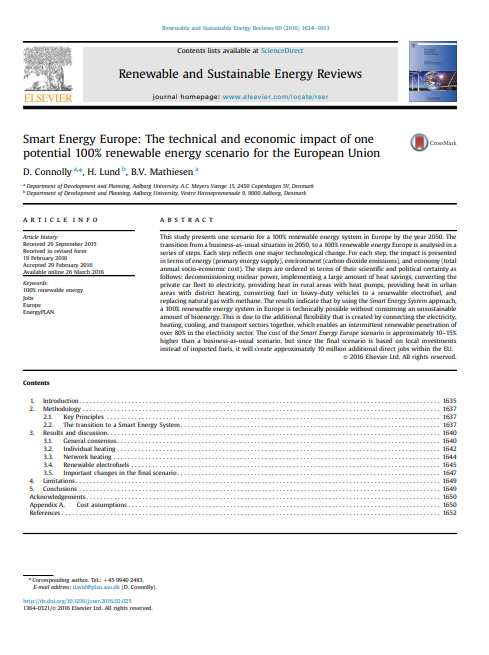 Renewable and Sustainable Energy Reviews 60 (2016) 1634–1653
Contents lists available at ScienceDirect
Renewable and Sustainable Energy Reviews
journal homepage: www.elsevier.com/locate/rser
ELSEVIER
Smart Energy Europe: The technical and economic impact of one
potential 100% renewable energy scenario for the European Union
CrossMark
D. Connolly a,*, H. Lund b, B.V. Mathiesen a
a Department of Development and Planning, Aalborg University, A.C. Meyers Vænge 15, 2450 Copenhagen SV, Denmark
b Department of Development and Planning, Aalborg University, Vestre Havnepromenade 9, 9000 Aalborg, Denmark
ARTICLE INFO
Article history:
Received 29 September 2015
Received in revised form
19 February 2016
Accepted 29 February 2016
Available online 26 March 2016
Keywords:
100% renewable energy
Jobs
Europe
EnergyPLAN
ABSTRACT
This study presents one scenario for a 100% renewable energy system in Europe by the year 2050. The
transition from a business-as-usual situation in 2050, to a 100% renewable energy Europe is analysed in a
series of steps. Each step reflects one major technological change. For each step, the impact is presented
in terms of energy (primary energy supply), environment (carbon dioxide emissions), and economy (total
annual socio-economic cost). The steps are ordered in terms of their scientific and political certainty as
follows: decommissioning nuclear power, implementing a large amount of heat savings, converting the
private car fleet to electricity, providing heat in rural areas with heat pumps, providing heat in urban
areas with district heating, converting fuel in heavy-duty vehicles to a renewable electrofuel, and
replacing natural gas with methane. The results indicate that by using the Smart Energy System approach,
a 100% renewable energy system in Europe is technically possible without consuming an unsustainable
amount of bioenergy. This is due to the additional flexibility that is created by connecting the electricity,
heating, cooling, and transport sectors together, which enables an intermittent renewable penetration of
over 80% in the electricity sector. The cost of the Smart Energy Europe scenario is approximately 10–15%
higher than a business-as-usual scenario, but since the final scenario is based on local investments
instead of imported fuels, it will create approximately 10 million additional direct jobs within the EU.
© 2016 Elsevier Ltd. All rights reserved.
Contents
1. Introduction 1635
2. Methodology 1637
2.1. Key Principles 1637
2.2. The transition to a Smart Energy System 1637
3. Results and discussion 1640
3.1. General consensus 1640
3.2. Individual heating 1642
3.3. Network heating 1644
3.4. Renewable electrofuels 1645
3.5. Important changes in the final scenario 1647
4. Limitations 1649
5. Conclusions 1649
Acknowledgements 1650
Appendix A. Cost assumptions 1650
References 1652
* Corresponding author. Tel.: +45 9940 2483.
E-mail address: david@plan.aau.dk (D. Connolly).
http://dx.doi.org/10.1016/j.rser.2016.02.025
1364-0321/© 2016 Elsevier Ltd. All rights reserved.